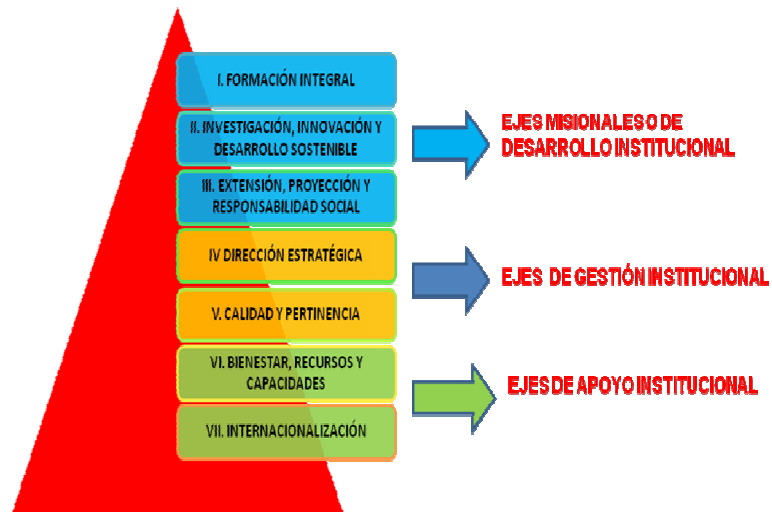 I. FORMACIÓN INTEGRAL
II. INVESTIGACIÓN, INNOVACIÓN Y
DESARROLLO SOSTENIBLE
III. EXTENSIÓN, PROYECCIÓN Y
RESPONSABILIDAD SOCIAL
IV DIRECCIÓN ESTRATÉGICA
V. CALIDAD Y PERTINENCIA
VI. BIENESTAR, RECURSOS Y
CAPACIDADES
VII. INTERNACIONALIZACIÓN
EJES MISIONALES O DE
DESARROLLO INSTITUCIONAL
EJES DE GESTIÓN INSTITUCIONAL
EJES DE APOYO INSTITUCIONAL